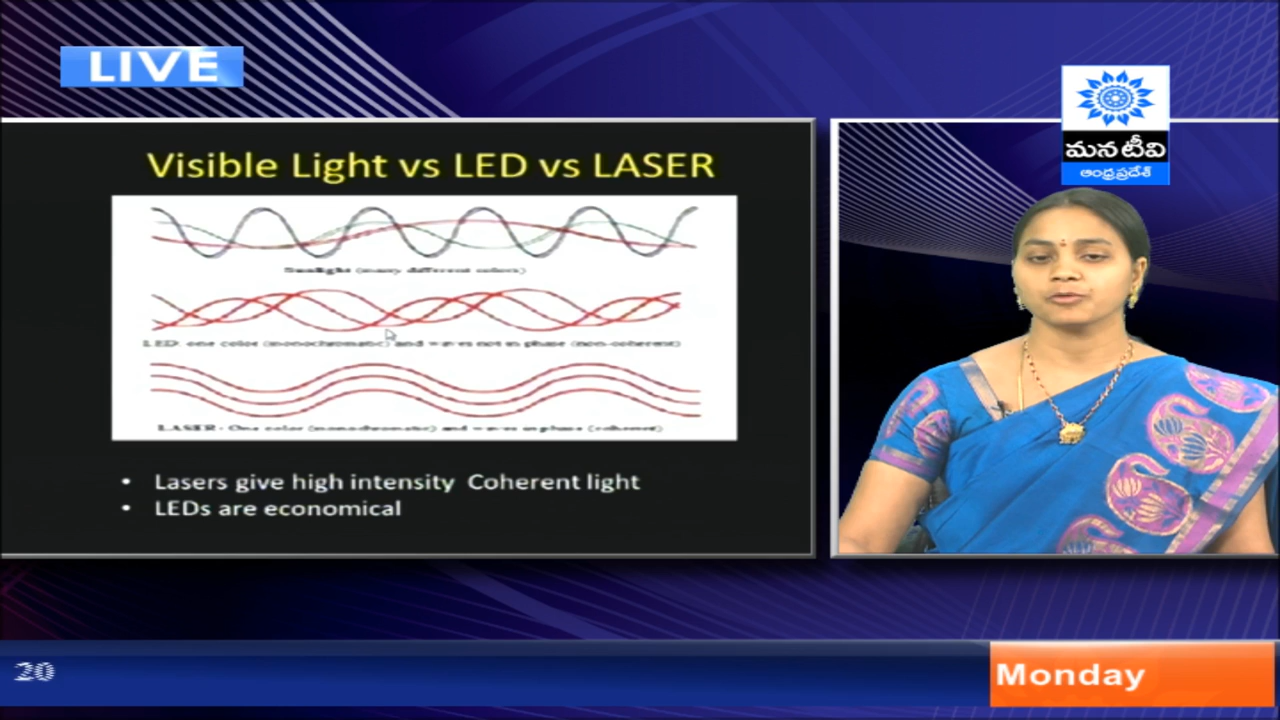 LIVE
మన టీవి
ఆంధ్రప్రదేశ్
Visible Light vs LED vs LASER
Sunlight (many different colors)
LED: one color (monochromatic) and waves not in phase (non-coherent)
LASER - One color (monochromatic) and waves in phase (coherent)
• Lasers give high intensity Coherent light
• LEDs are economical
20
Monday